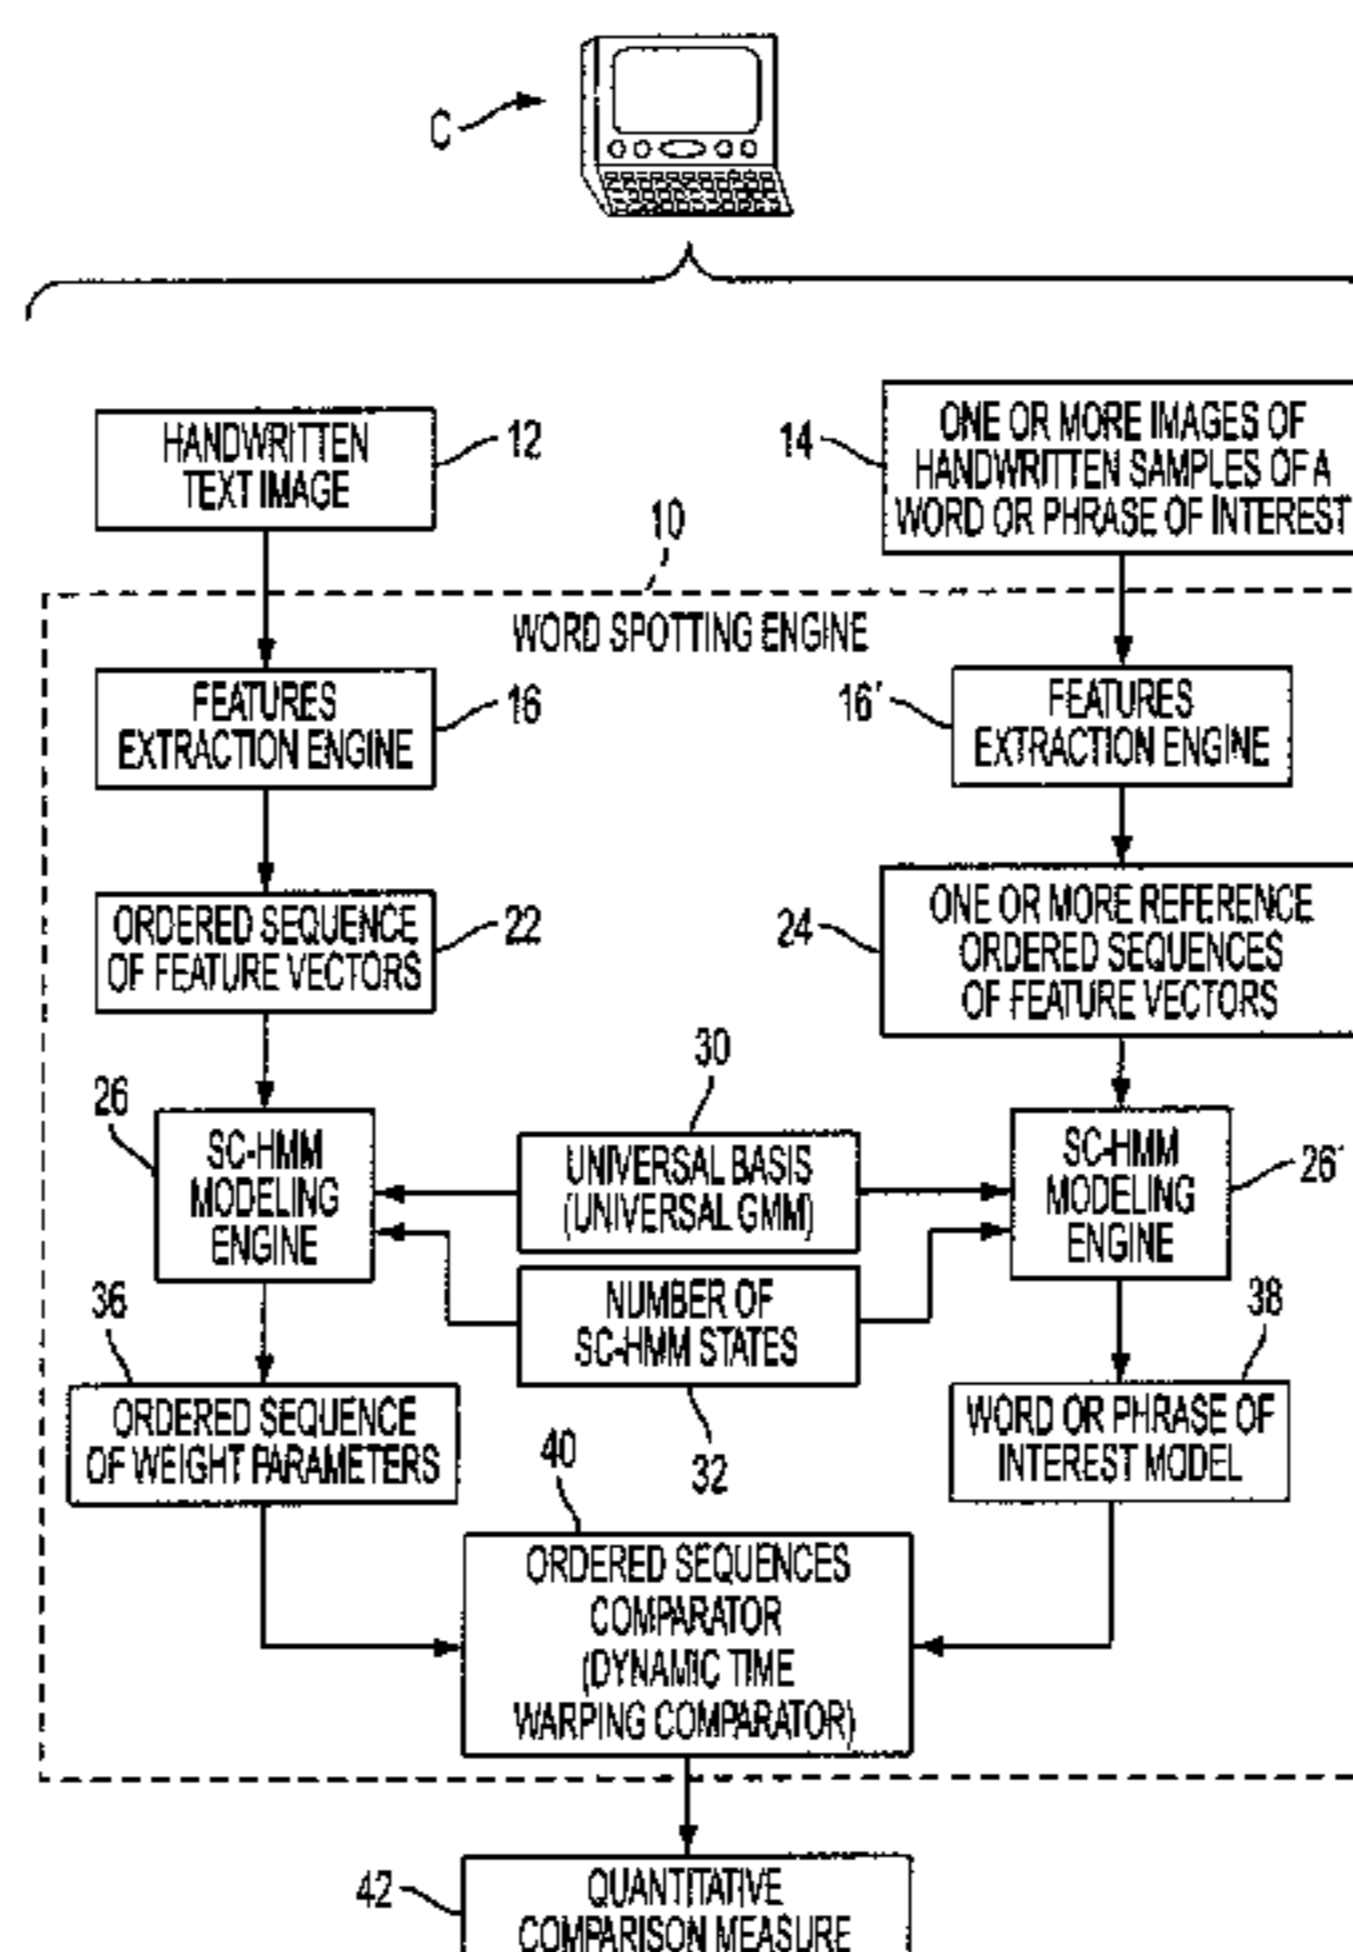 C
HANDWRITTEN
TEXT IMAGE
12
14
ONE OR MORE IMAGES OF
HANDWRITTEN SAMPLES OF A
WORD OR PHRASE OF INTEREST
10
WORD SPOTTING ENGINE
FEATURES
EXTRACTION ENGINE
16
16'
FEATURES
EXTRACTION ENGINE
ORDERED SEQUENCE
OF FEATURE VECTORS
22
24
ONE OR MORE REFERENCE
ORDERED SEQUENCES
OF FEATURE VECTORS
26
SC-HMM
MODELING
ENGINE
30
UNIVERSAL BASIS
(UNIVERSAL GMM)
SC-HMM
MODELING
ENGINE
26'
NUMBER OF
SC-HMM STATES
32
36
ORDERED SEQUENCE
OF WEIGHT PARAMETERS
38
WORD OR PHRASE OF
INTEREST MODEL
40
ORDERED SEQUENCES
COMPARATOR
(DYNAMIC TIME
WARPING COMPARATOR)
42
QUANTITATIVE
COMPARISON MEASURE